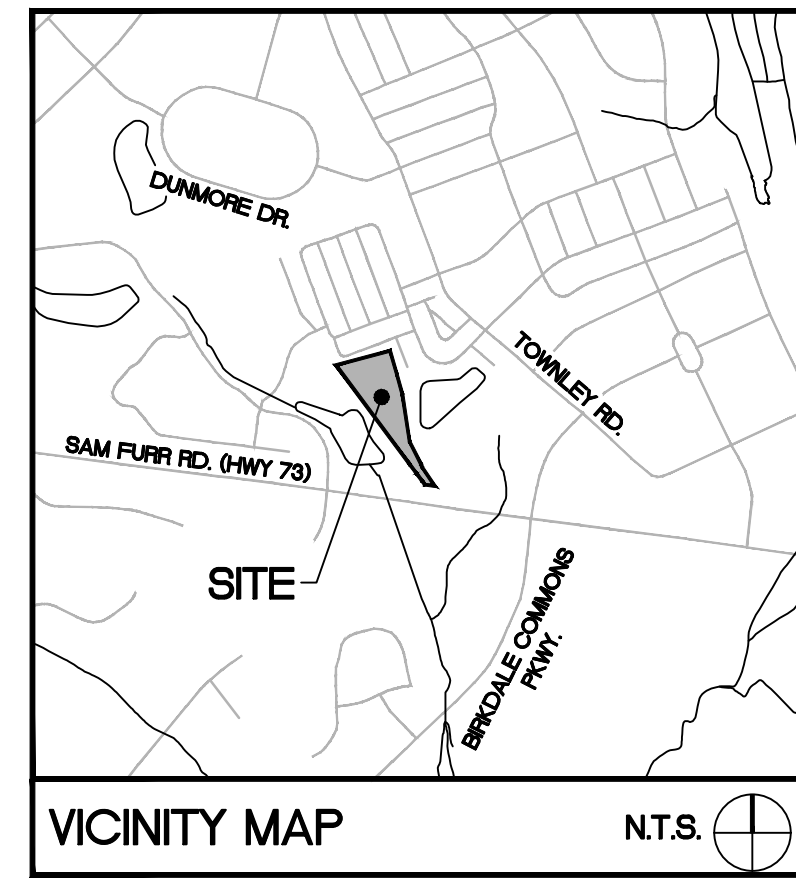 DUNMORE DR.
TOWNLEY RD.
SAM FURR RD. (HWY 73)
SITE
BIRKDALE COMMONS
PKWY.
VICINITY MAP
N.T.S.